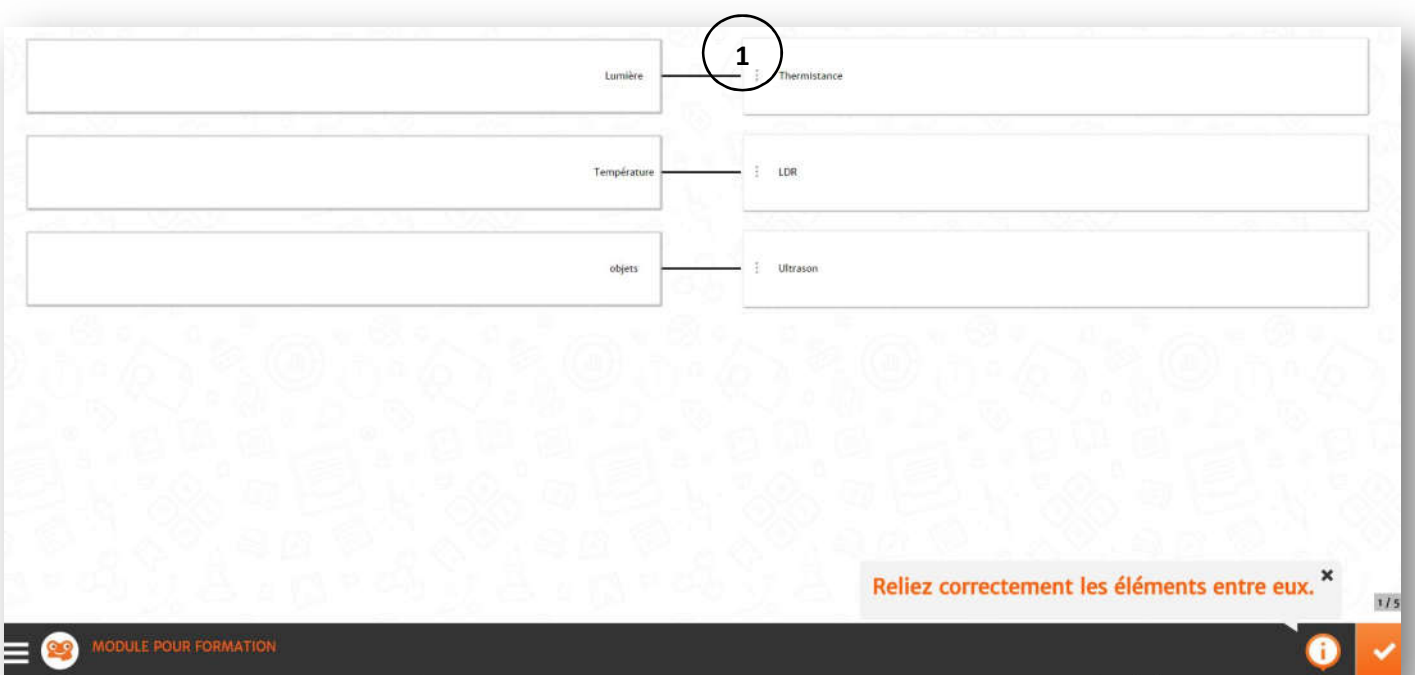 1
Lumière
Thermistance
Température
LDR
objets
Ultrason
Reliez correctement les éléments entre eux.
1 / 5
MODULE POUR FORMATION